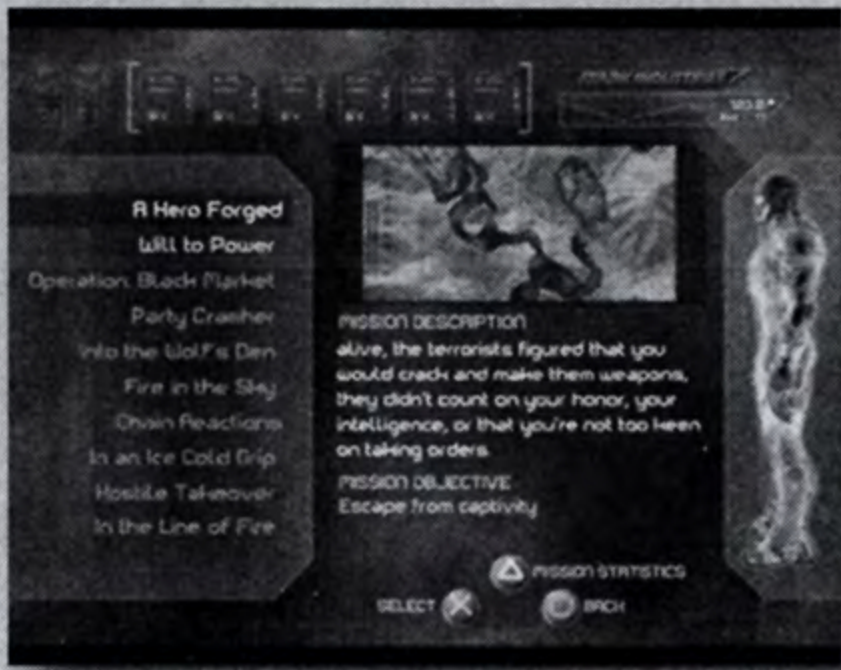 A Hero Forged
Will to Power
Operation: Black Market
Party Crasher
Into the Wolf's Den
Fire in the Sky
Chain Reactions
In an Ice Cold Grip
Hostile Takeover
In the Line of Fire
MISSION DESCRIPTION
alive, the terrorists figured that you
would crack and make them weapons,
they didn't count on your honor, your
intelligence, or that you're not too keen
on taking orders.
MISSION OBJECTIVE
Escape from captivity
MISSION STATISTICS
SELECT
BACK